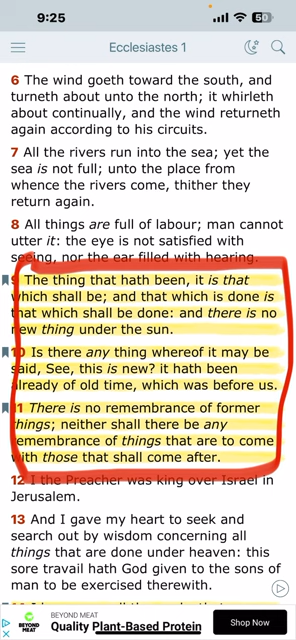 9:25
50
Ecclesiastes 1
6 The wind goeth toward the south, and
turneth about unto the north; it whirleth
about continually, and the wind returneth
again according to his circuits.
7 All the rivers run into the sea; yet the
sea is not full; unto the place from
whence the rivers come, thither they
return again.
8 All things are full of labour; man cannot
utter it: the eye is not satisfied with
seeing, nor the ear filled with hearing.
9 The thing that hath been, it is that
which shall be; and that which is done is
that which shall be done: and there is no
new thing under the sun.
10 Is there any thing whereof it may be
said, See, this is new? it hath been
already of old time, which was before us.
11 There is no remembrance of former
things; neither shall there be any
remembrance of things that are to come
with those that shall come after.
12 I the Preacher was king over Israel in
Jerusalem.
13 And I gave my heart to seek and
search out by wisdom concerning all
things that are done under heaven: this
sore travail hath God given to the sons of
man to be exercised therewith.
BEYOND MEAT
BEYOND MEAT
Quality Plant-Based Protein
Shop Now